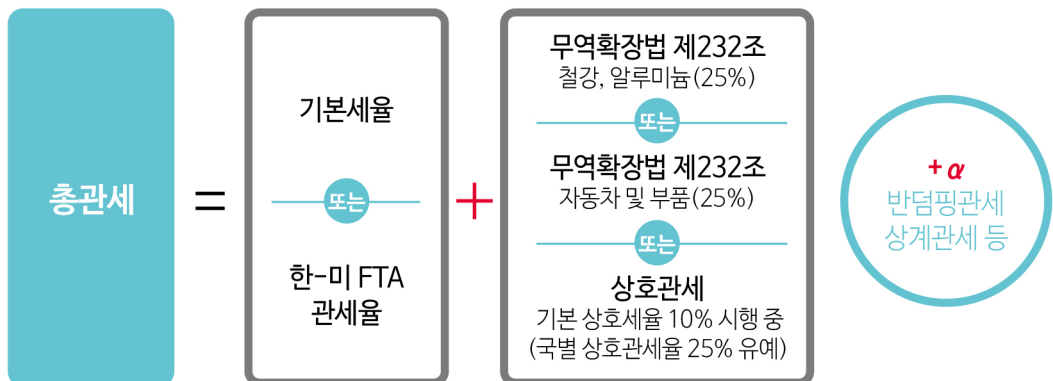 총관세
=
기본세율
또는
한-미 FTA
관세율
+
무역확장법 제232조
철강, 알루미늄(25%)
또는
무역확장법 제232조
자동차 및 부품(25%)
또는
상호관세
기본 상호세율 10% 시행 중
(국별 상호관세율 25% 유예)
+α
반덤핑관세
상계관세 등